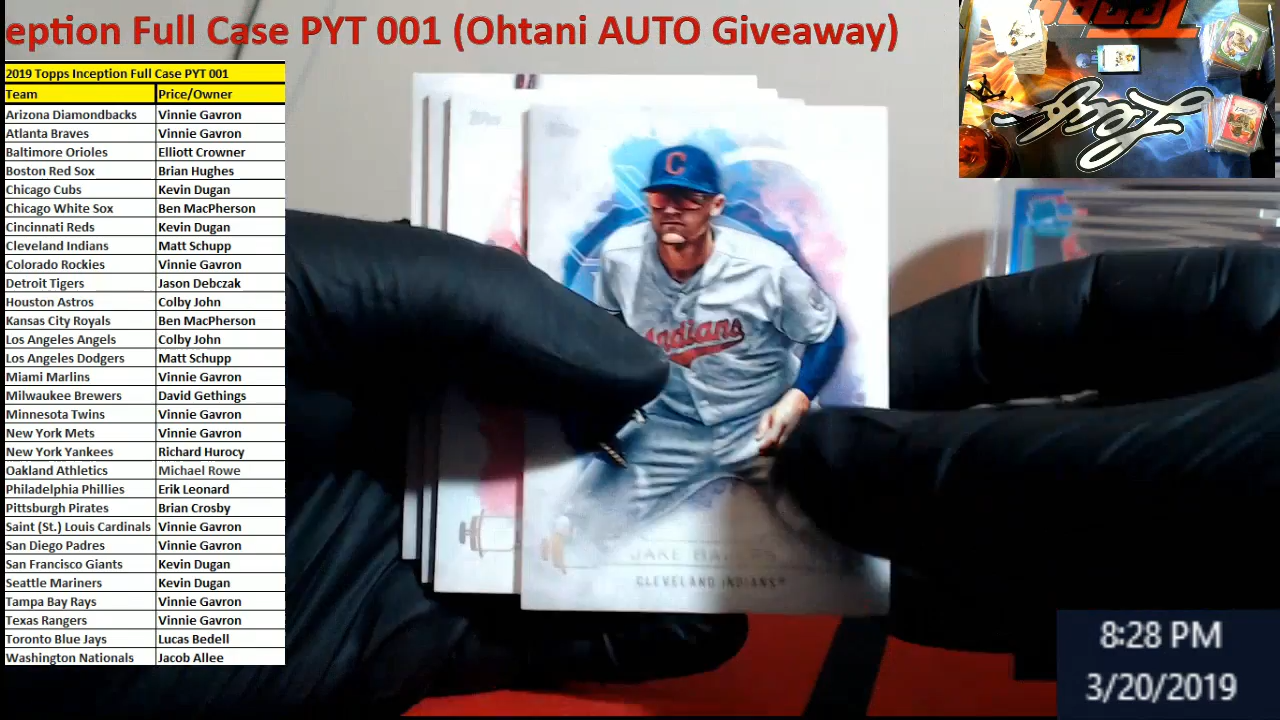 eption Full Case PYT 001 (Ohtani AUTO Giveaway)
2019 Topps Inception Full Case PYT 001
Team Price/Owner
Arizona Diamondbacks Vinnie Gavron
Atlanta Braves Vinnie Gavron
Baltimore Orioles Elliott Crowner
Boston Red Sox Brian Hughes
Chicago Cubs Kevin Dugan
Chicago White Sox Ben MacPherson
Cincinnati Reds Kevin Dugan
Cleveland Indians Matt Schupp
Colorado Rockies Vinnie Gavron
Detroit Tigers Jason Debczak
Houston Astros Colby John
Kansas City Royals Ben MacPherson
Los Angeles Angels Colby John
Los Angeles Dodgers Matt Schupp
Miami Marlins Vinnie Gavron
Milwaukee Brewers David Gethings
Minnesota Twins Vinnie Gavron
New York Mets Vinnie Gavron
New York Yankees Richard Hurocy
Oakland Athletics Michael Rowe
Philadelphia Phillies Erik Leonard
Pittsburgh Pirates Brian Crosby
Saint (St.) Louis Cardinals Vinnie Gavron
San Diego Padres Vinnie Gavron
San Francisco Giants Kevin Dugan
Seattle Mariners Kevin Dugan
Tampa Bay Rays Vinnie Gavron
Texas Rangers Vinnie Gavron
Toronto Blue Jays Lucas Bedell
Washington Nationals Jacob Allee
Topps
C
Indians
JAKE
CLEVELAND INDIANS
Leaf
8:28 PM
3/20/2019